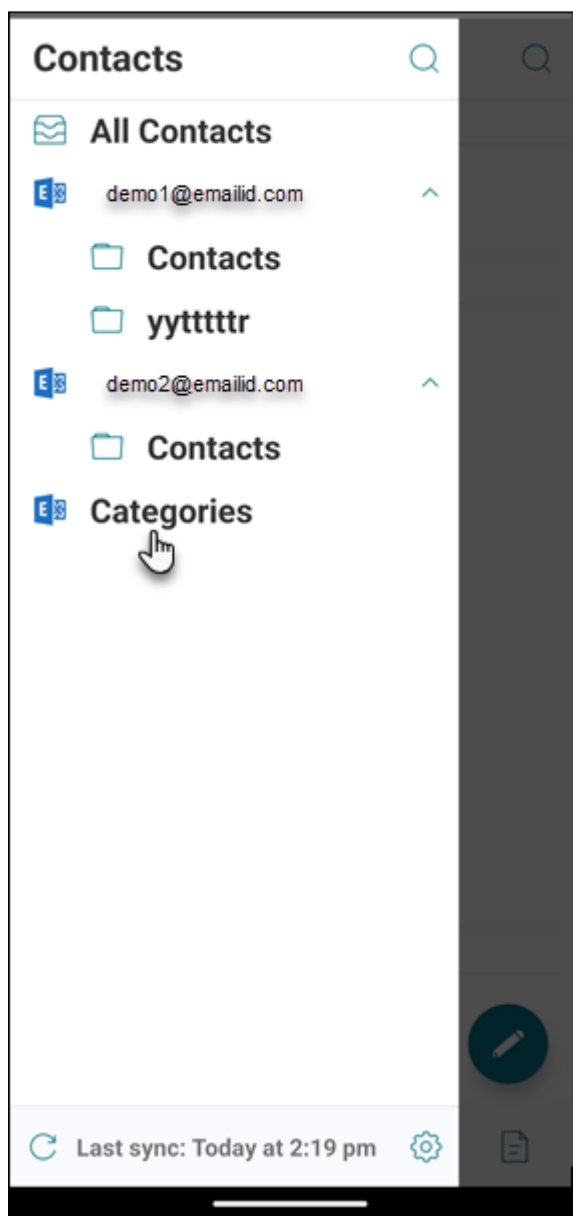 Contacts
All Contacts
demo1@emailid.com
Contacts
yytttttr
demo2@emailid.com
Contacts
Categories
Last sync: Today at 2:19 pm